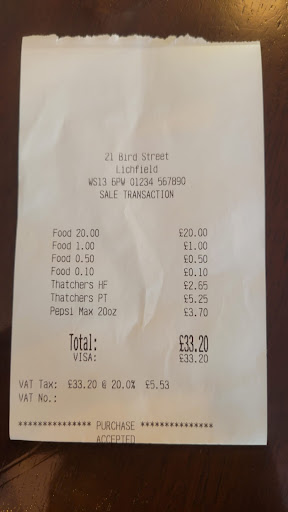 21 Bird Street
Lichfield
WS13 6PW 01234 567890
SALE TRANSACTION
Food 20.00 £20.00
Food 1.00 £1.00
Food 0.50 £0.50
Food 0.10 £0.10
Thatchers HF £2.65
Thatchers PT £5.25
Pepsi Max 20oz £3.70
Total: £33.20
VISA: £33.20
VAT Tax: £33.20 @ 20.0% £5.53
VAT No.:
*************** PURCHASE ***************
ACCEPTED